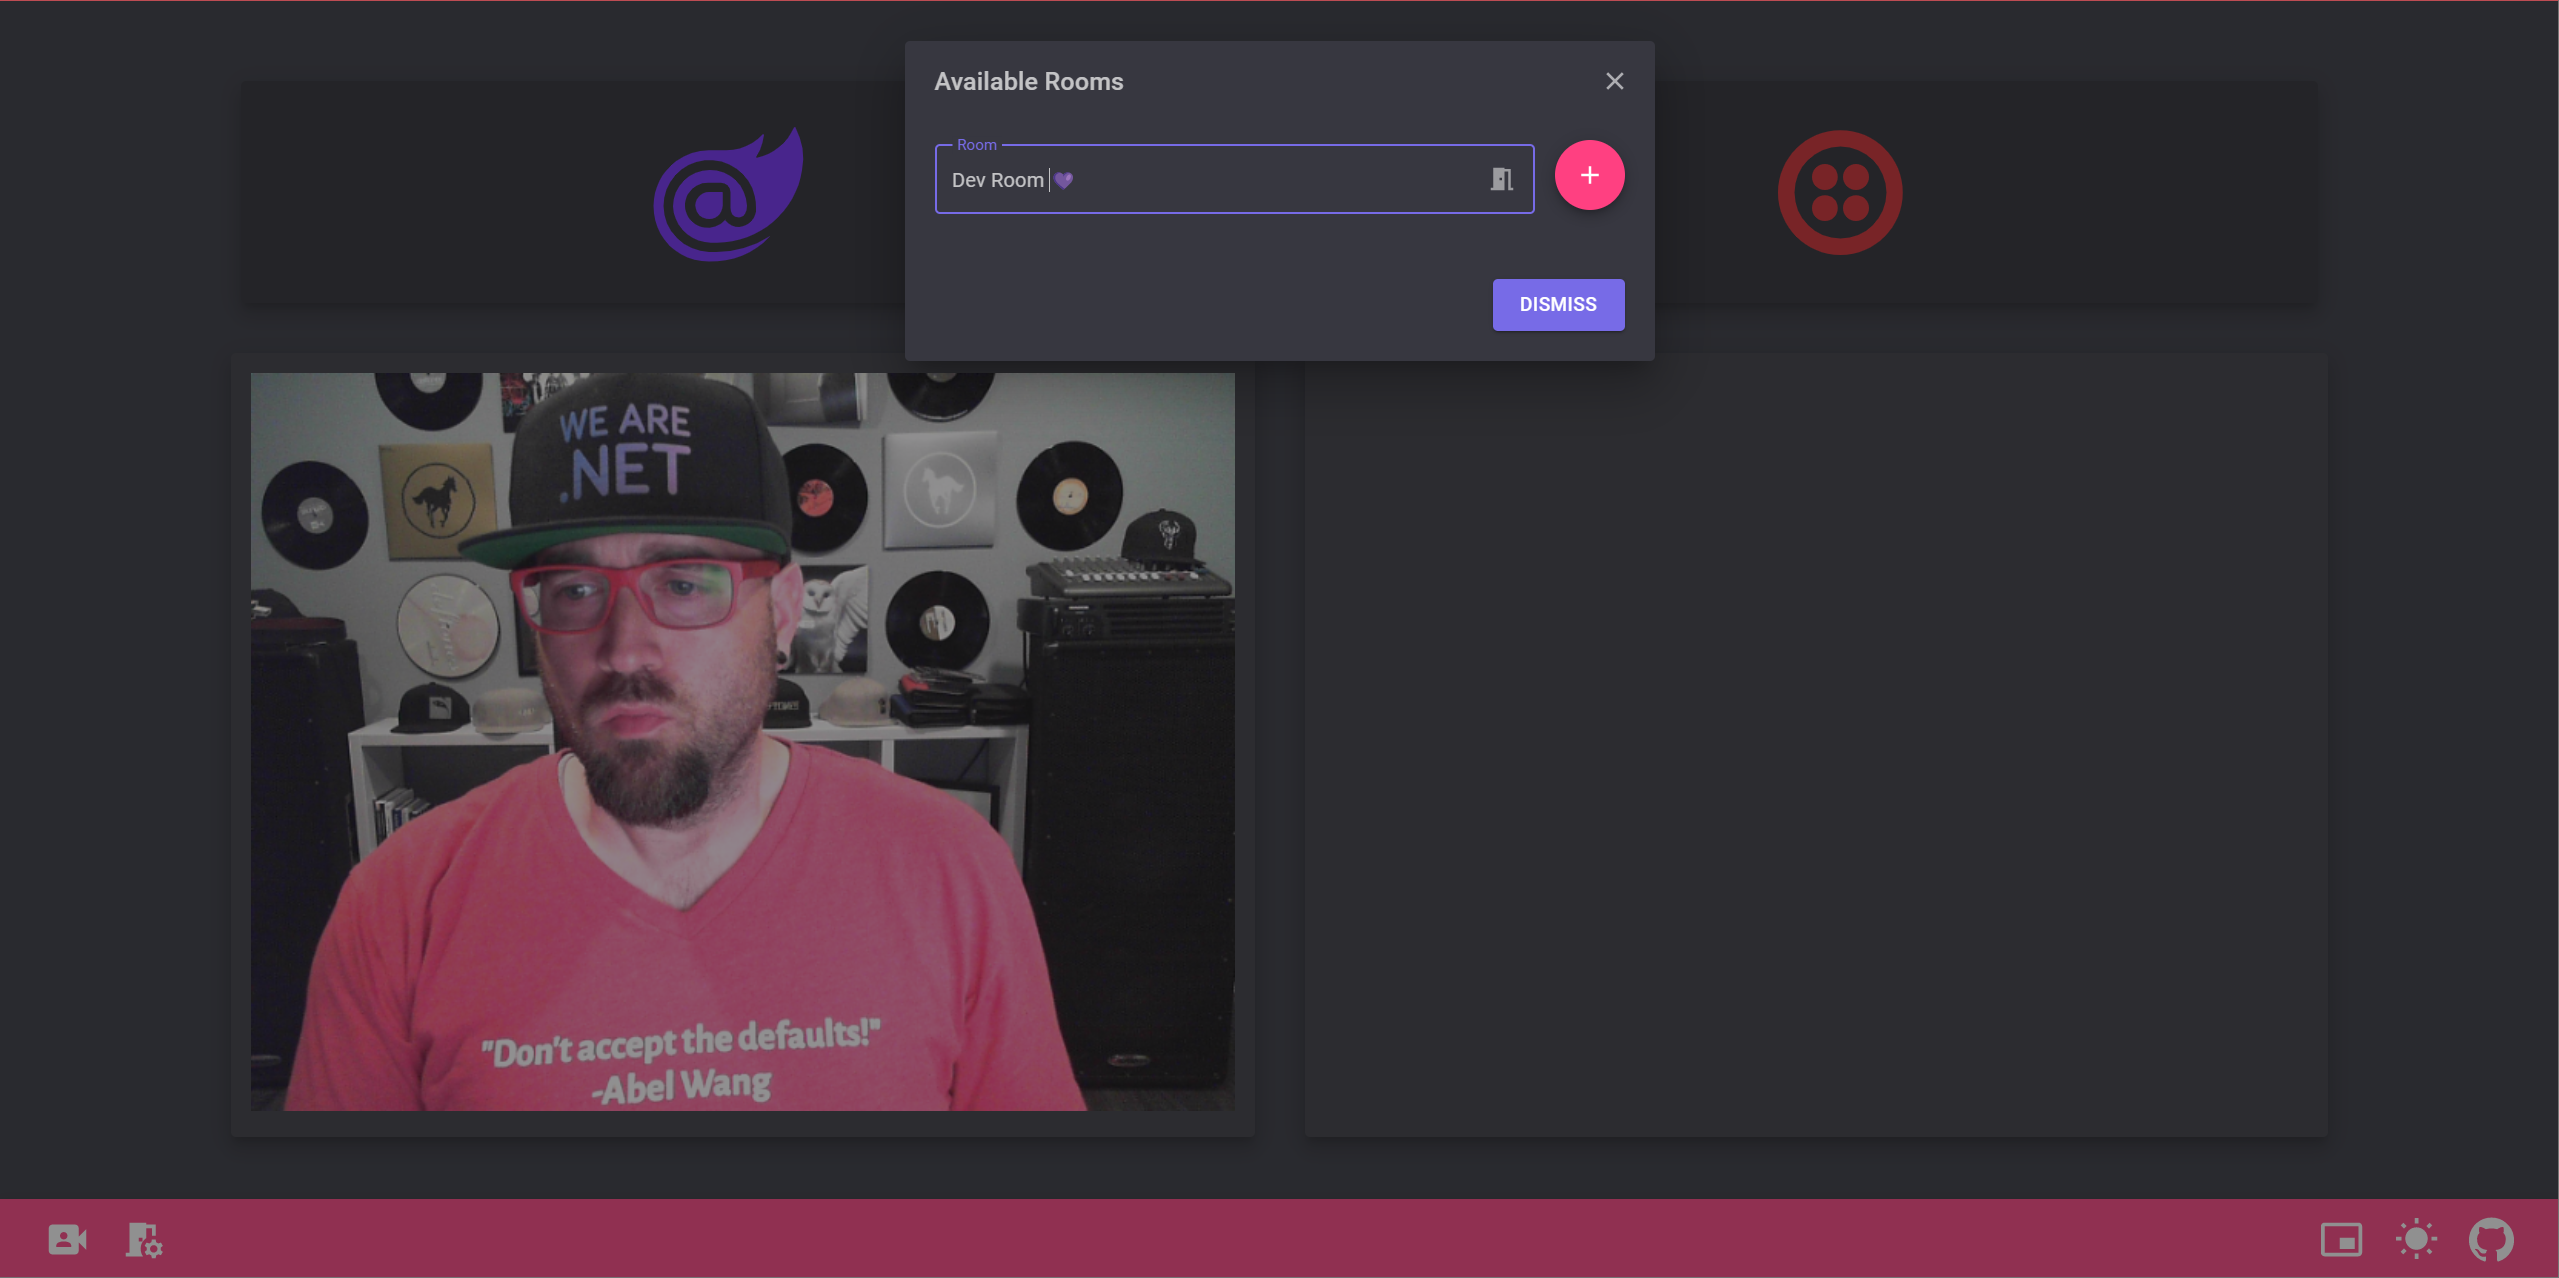 Available Rooms
Room
Dev Room 💜
DISMISS
WE ARE
.NET
"Don't accept the defaults!"
-Abel Wang